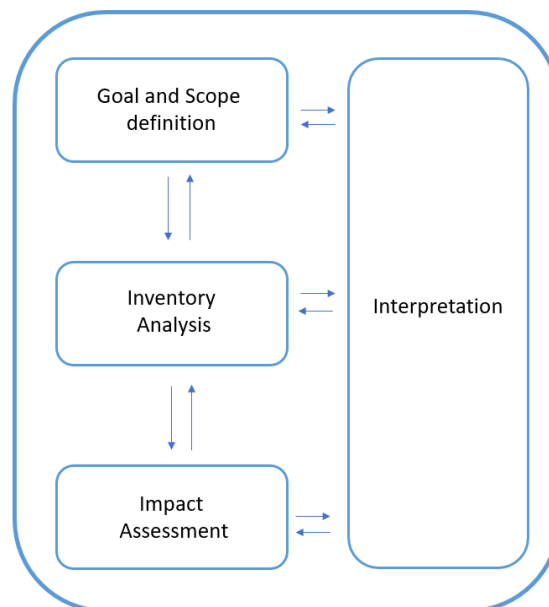 Goal and Scope
definition
Inventory
Analysis
Interpretation
Impact
Assessment